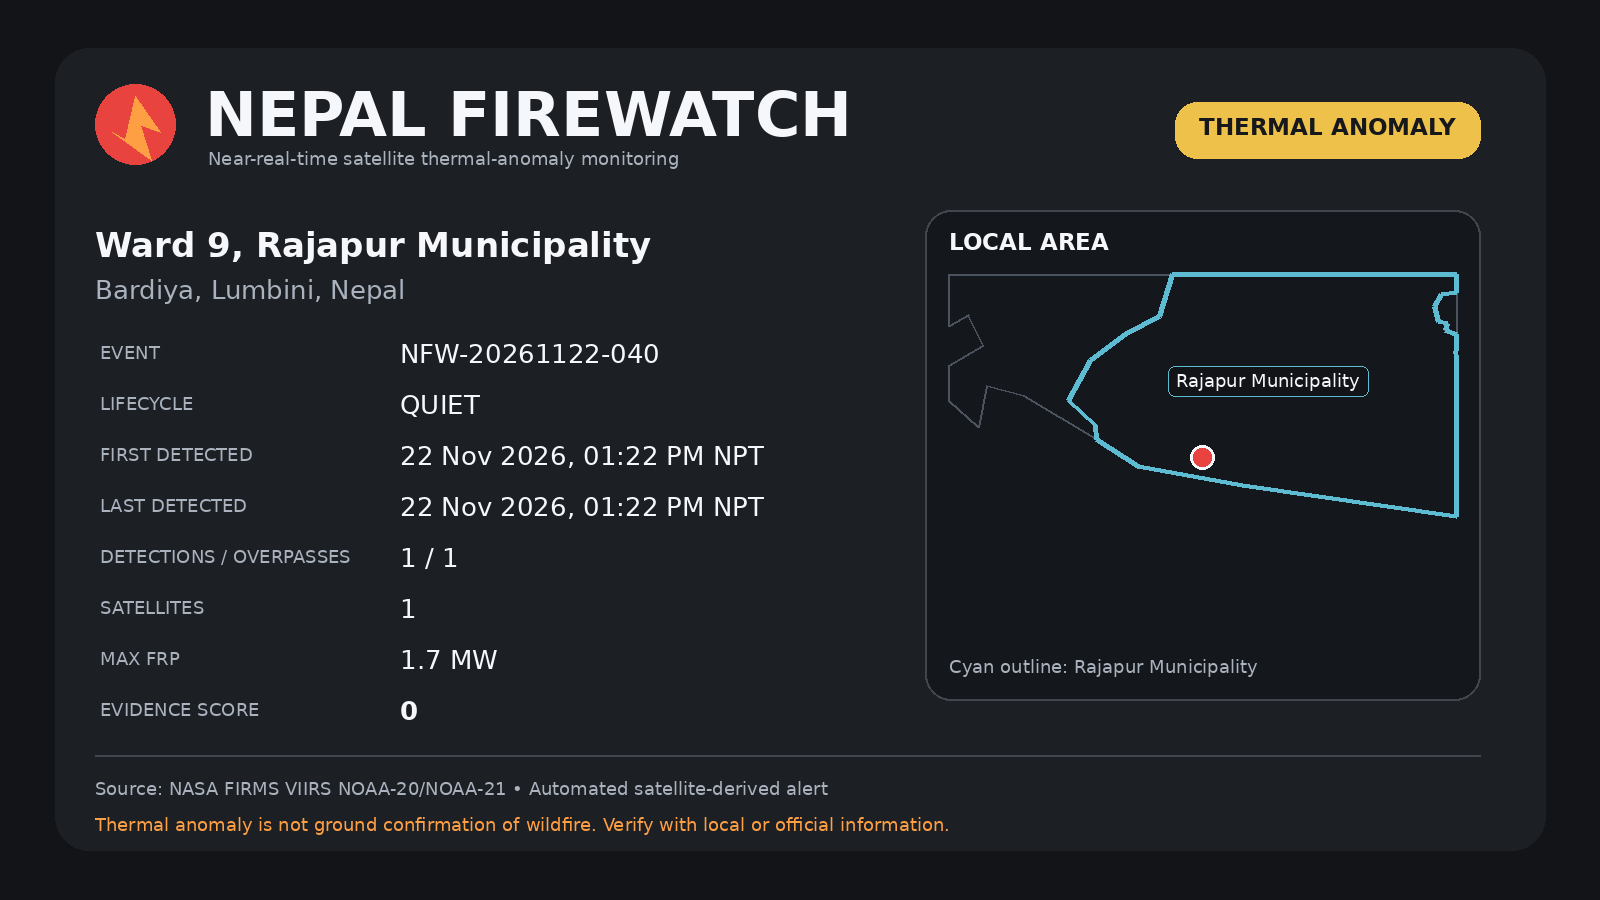 NEPAL FIREWATCH
Near-real-time satellite thermal-anomaly monitoring
THERMAL ANOMALY
Ward 9, Rajapur Municipality
Bardiya, Lumbini, Nepal
EVENT NFW-20261122-040
LIFECYCLE QUIET
FIRST DETECTED 22 Nov 2026, 01:22 PM NPT
LAST DETECTED 22 Nov 2026, 01:22 PM NPT
DETECTIONS / OVERPASSES 1 / 1
SATELLITES 1
MAX FRP 1.7 MW
EVIDENCE SCORE 0
LOCAL AREA
Rajapur Municipality
Cyan outline: Rajapur Municipality
Source: NASA FIRMS VIIRS NOAA-20/NOAA-21 • Automated satellite-derived alert
Thermal anomaly is not ground confirmation of wildfire. Verify with local or official information.